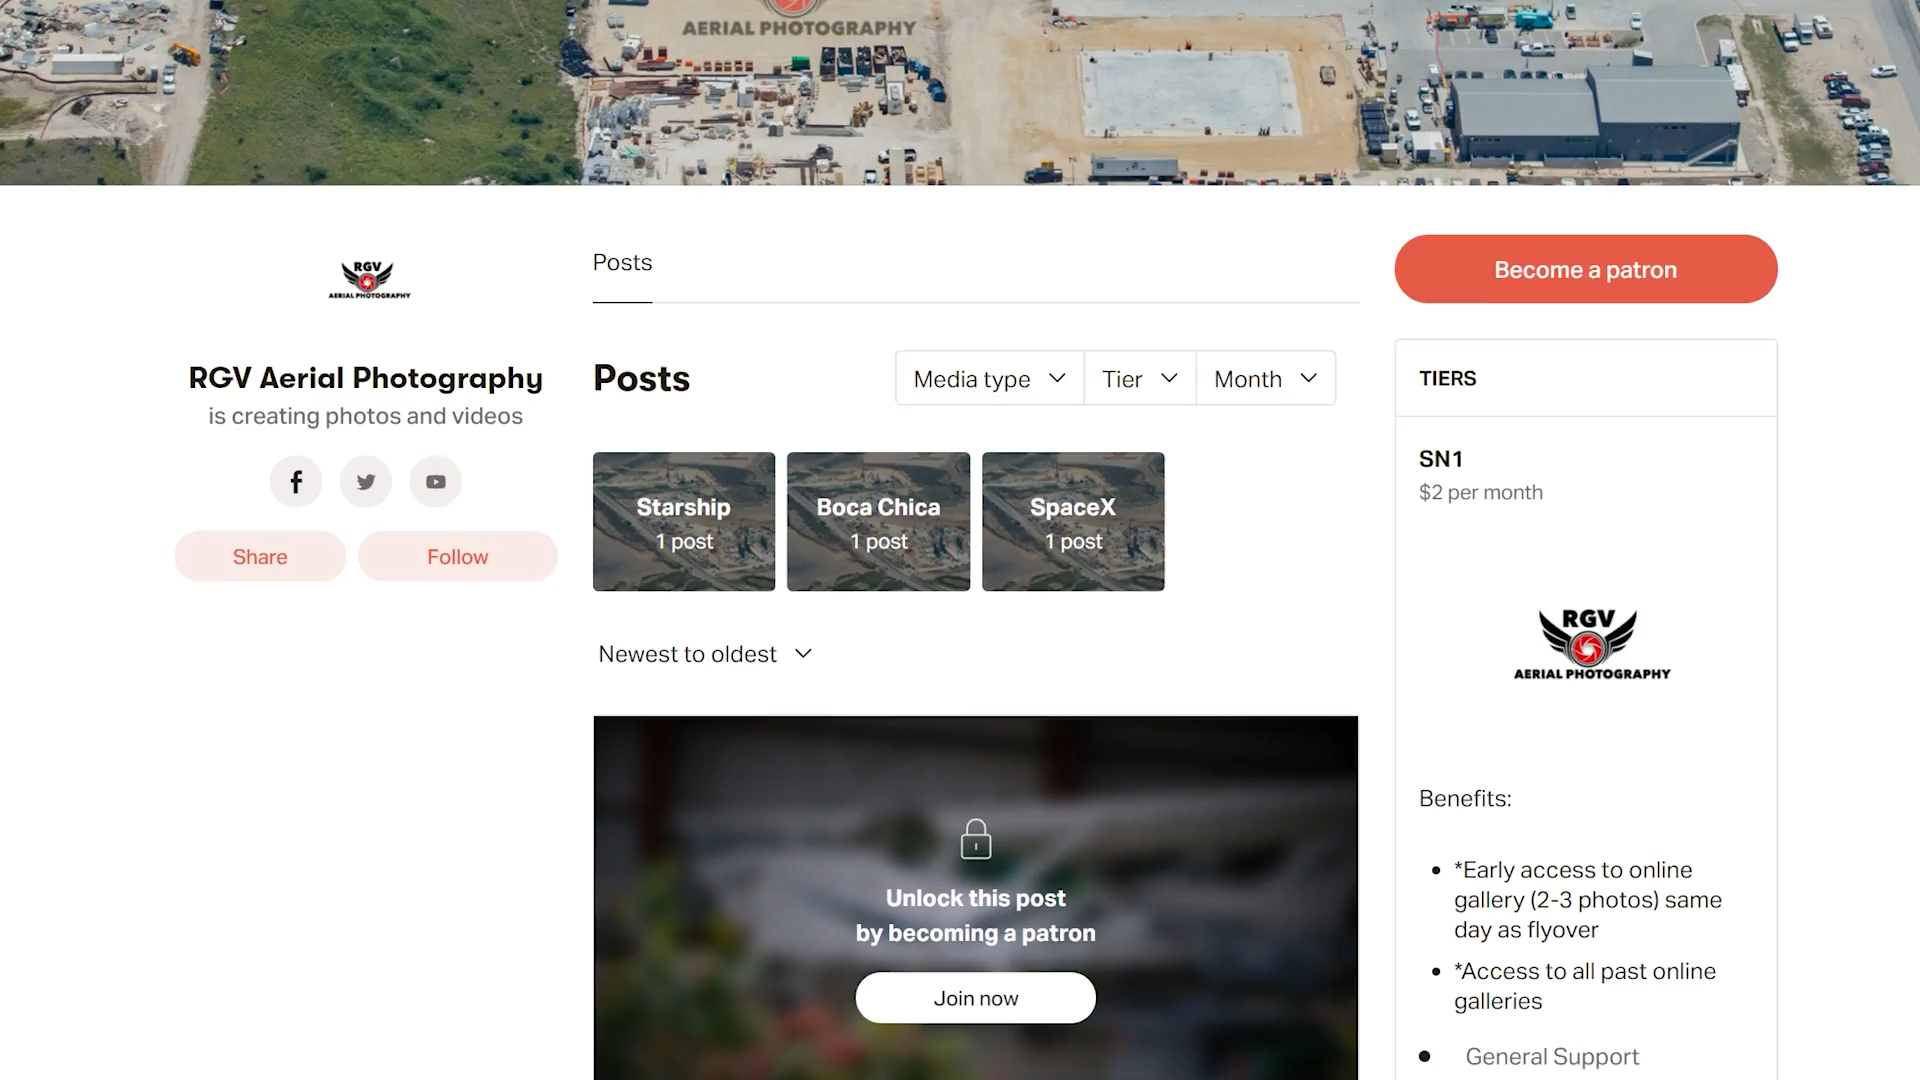 AERIAL PHOTOGRAPHY
RGV
AERIAL PHOTOGRAPHY
RGV Aerial Photography
is creating photos and videos
Share
Follow
Posts
Posts
Media type
Tier
Month
Starship
1 post
Boca Chica
1 post
SpaceX
1 post
Newest to oldest
Unlock this post
by becoming a patron
Join now
Become a patron
TIERS
SN1
$2 per month
RGV
AERIAL PHOTOGRAPHY
Benefits:
*Early access to online
gallery (2-3 photos) same
day as flyover
*Access to all past online
galleries
General Support